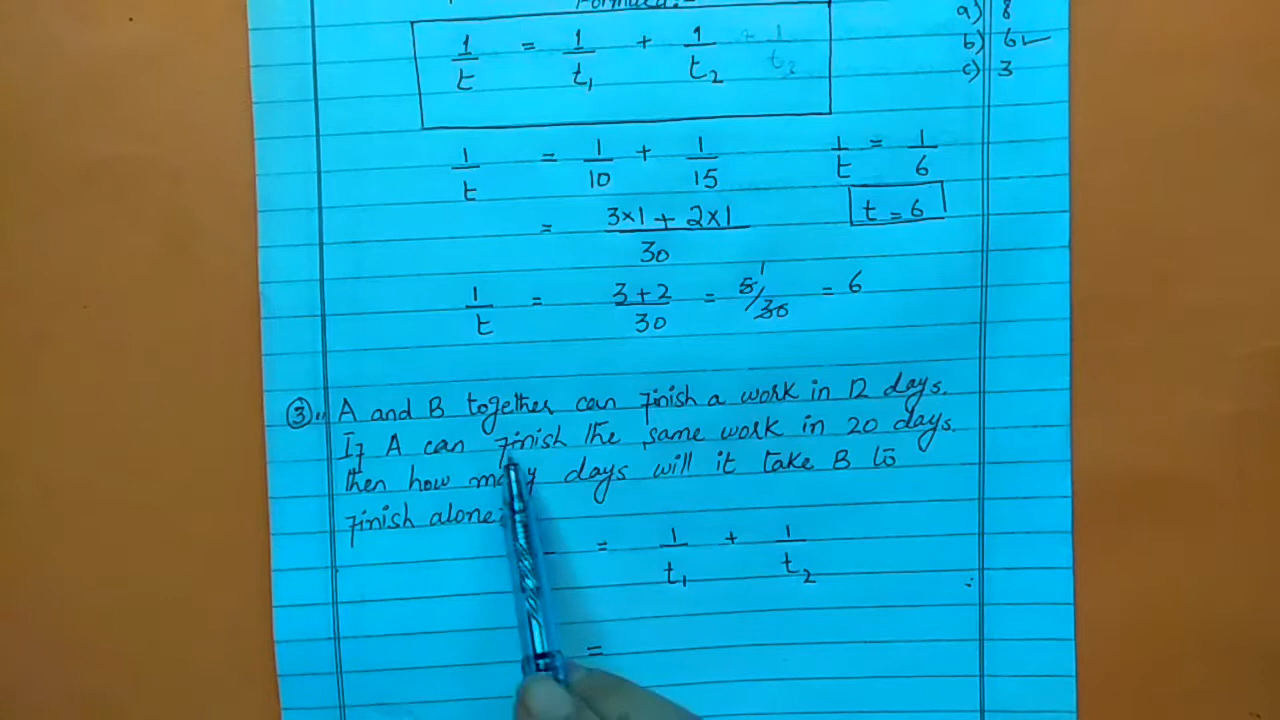 Formula:-
1/t = 1/t₁ + 1/t₂ + 1/t₃
a) 8
b) 6 ✓
c) 3
1/t = 1/10 + 1/15
= (3×1 + 2×1)/30
1/t = (3+2)/30 = 5/30 1 = 6
1/t = 1/6
t = 6
③.. A and B together can finish a work in 12 days.
If A can finish the same work in 20 days.
then how many days will it take B to
finish alone
= 1/t₁ + 1/t₂
=